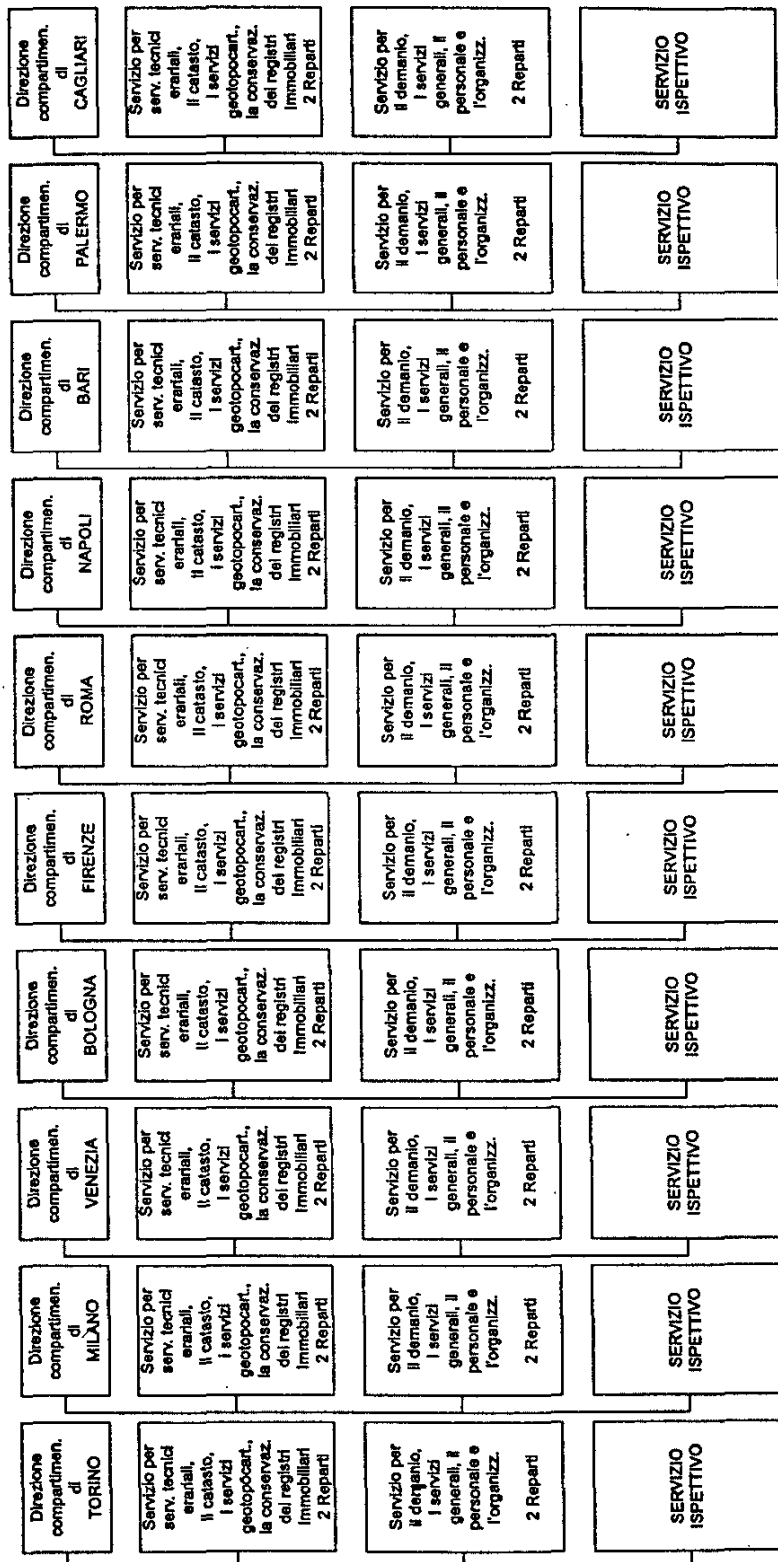 Direzione
compartimen.
di
TORINO
Servizio per
serv. tecnici
erariali,
il catasto,
i servizi
geotopocart.,
la conservaz.
dei registri
Immobiliari
2 Reparti
Servizio per
il demanio,
i servizi
generali, il
personale e
l'organizz.
2 Reparti
SERVIZIO
ISPETTIVO
Direzione
compartimen.
di
MILANO
Servizio per
serv. tecnici
erariali,
il catasto,
i servizi
geotopocart.,
la conservaz.
dei registri
Immobiliari
2 Reparti
Servizio per
il demanio,
i servizi
generali, il
personale e
l'organizz.
2 Reparti
SERVIZIO
ISPETTIVO
Direzione
compartimen.
di
VENEZIA
Servizio per
serv. tecnici
erariali,
il catasto,
i servizi
geotopocart.,
la conservaz.
dei registri
Immobiliari
2 Reparti
Servizio per
il demanio,
i servizi
generali, il
personale e
l'organizz.
2 Reparti
SERVIZIO
ISPETTIVO
Direzione
compartimen.
di
BOLOGNA
Servizio per
serv. tecnici
erariali,
il catasto,
i servizi
geotopocart.,
la conservaz.
dei registri
Immobiliari
2 Reparti
Servizio per
il demanio,
i servizi
generali, il
personale e
l'organizz.
2 Reparti
SERVIZIO
ISPETTIVO
Direzione
compartimen.
di
FIRENZE
Servizio per
serv. tecnici
erariali,
il catasto,
i servizi
geotopocart.,
la conservaz.
dei registri
Immobiliari
2 Reparti
Servizio per
il demanio,
i servizi
generali, il
personale e
l'organizz.
2 Reparti
SERVIZIO
ISPETTIVO
Direzione
compartimen.
di
ROMA
Servizio per
serv. tecnici
erariali,
il catasto,
i servizi
geotopocart.,
la conservaz.
dei registri
Immobiliari
2 Reparti
Servizio per
il demanio,
i servizi
generali, il
personale e
l'organizz.
2 Reparti
SERVIZIO
ISPETTIVO
Direzione
compartimen.
di
NAPOLI
Servizio per
serv. tecnici
erariali,
il catasto,
i servizi
geotopocart.,
la conservaz.
dei registri
Immobiliari
2 Reparti
Servizio per
il demanio,
i servizi
generali, il
personale e
l'organizz.
2 Reparti
SERVIZIO
ISPETTIVO
Direzione
compartimen.
di
BARI
Servizio per
serv. tecnici
erariali,
il catasto,
i servizi
geotopocart.,
la conservaz.
dei registri
Immobiliari
2 Reparti
Servizio per
il demanio,
i servizi
generali, il
personale e
l'organizz.
2 Reparti
SERVIZIO
ISPETTIVO
Direzione
compartimen.
di
PALERMO
Servizio per
serv. tecnici
erariali,
il catasto,
i servizi
geotopocart.,
la conservaz.
dei registri
Immobiliari
2 Reparti
Servizio per
il demanio,
i servizi
generali, il
personale e
l'organizz.
2 Reparti
SERVIZIO
ISPETTIVO
Direzione
compartimen.
di
CAGLIARI
Servizio per
serv. tecnici
erariali,
il catasto,
i servizi
geotopocart.,
la conservaz.
dei registri
Immobiliari
2 Reparti
Servizio per
il demanio,
i servizi
generali, il
personale e
l'organizz.
2 Reparti
SERVIZIO
ISPETTIVO